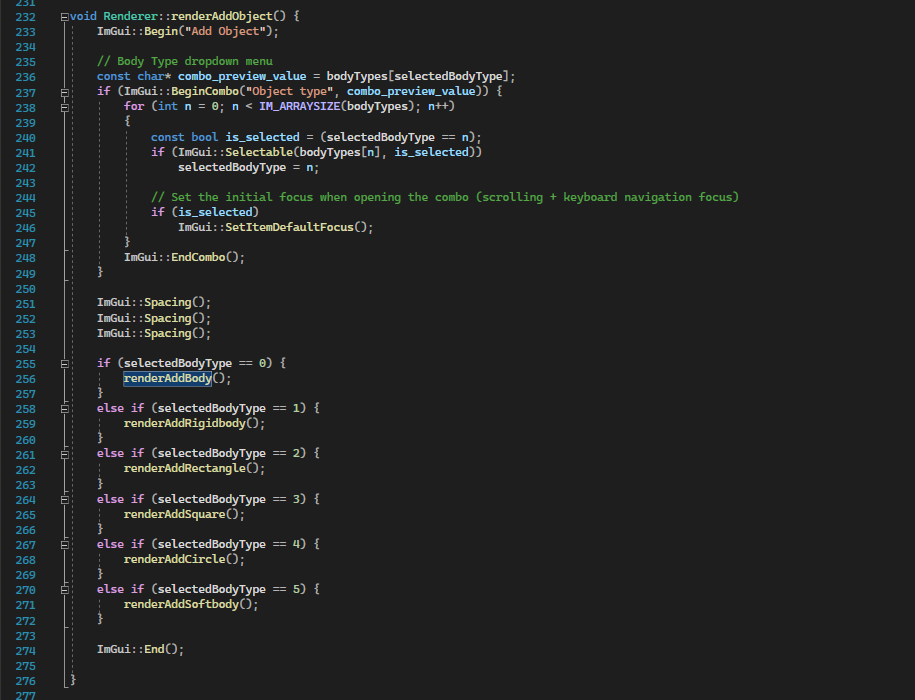 231
232 void Renderer::renderAddObject() {
233     ImGui::Begin("Add Object");
234
235     // Body Type dropdown menu
236     const char* combo_preview_value = bodyTypes[selectedBodyType];
237     if (ImGui::BeginCombo("Object type", combo_preview_value)) {
238         for (int n = 0; n < IM_ARRAYSIZE(bodyTypes); n++)
239         {
240             const bool is_selected = (selectedBodyType == n);
241             if (ImGui::Selectable(bodyTypes[n], is_selected))
242                 selectedBodyType = n;
243
244             // Set the initial focus when opening the combo (scrolling + keyboard navigation focus)
245             if (is_selected)
246                 ImGui::SetItemDefaultFocus();
247         }
248         ImGui::EndCombo();
249     }
250
251     ImGui::Spacing();
252     ImGui::Spacing();
253     ImGui::Spacing();
254
255     if (selectedBodyType == 0) {
256         renderAddBody();
257     }
258     else if (selectedBodyType == 1) {
259         renderAddRigidbody();
260     }
261     else if (selectedBodyType == 2) {
262         renderAddRectangle();
263     }
264     else if (selectedBodyType == 3) {
265         renderAddSquare();
266     }
267     else if (selectedBodyType == 4) {
268         renderAddCircle();
269     }
270     else if (selectedBodyType == 5) {
271         renderAddSoftbody();
272     }
273
274     ImGui::End();
275
276 }
277